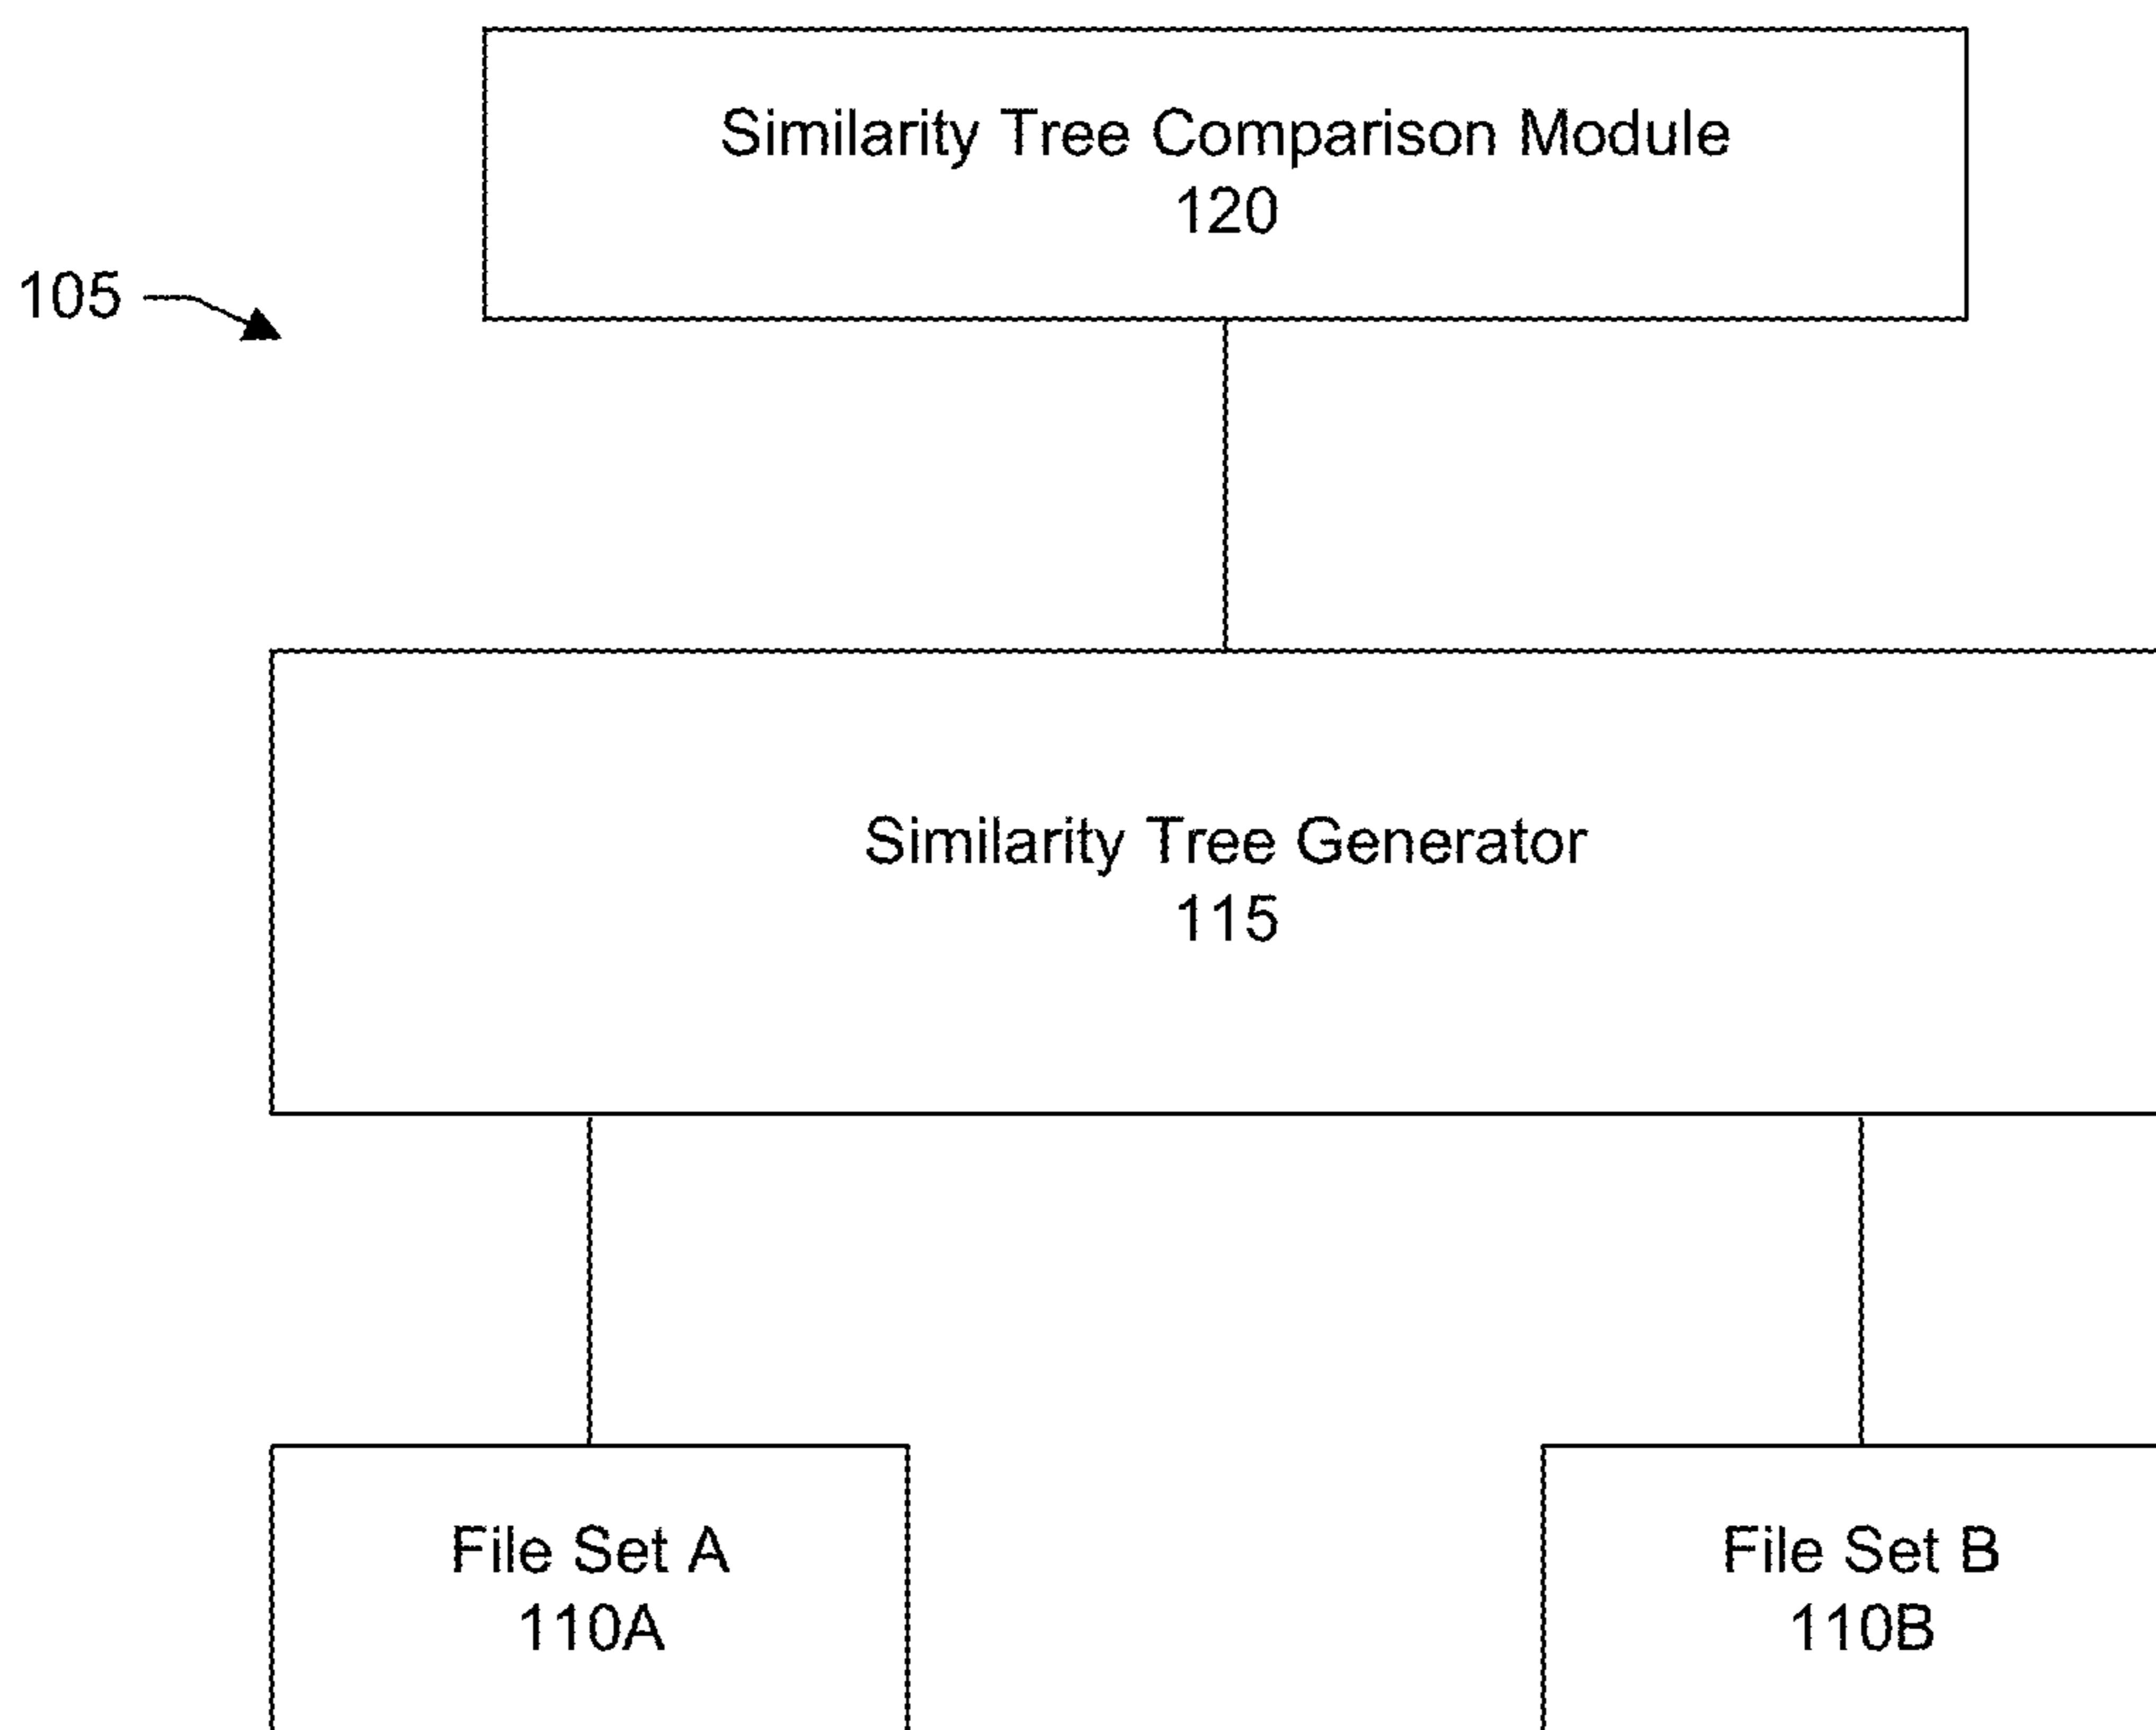 Similarity Tree Comparison Module
120
105
Similarity Tree Generator
115
File Set A
110A
File Set B
110B